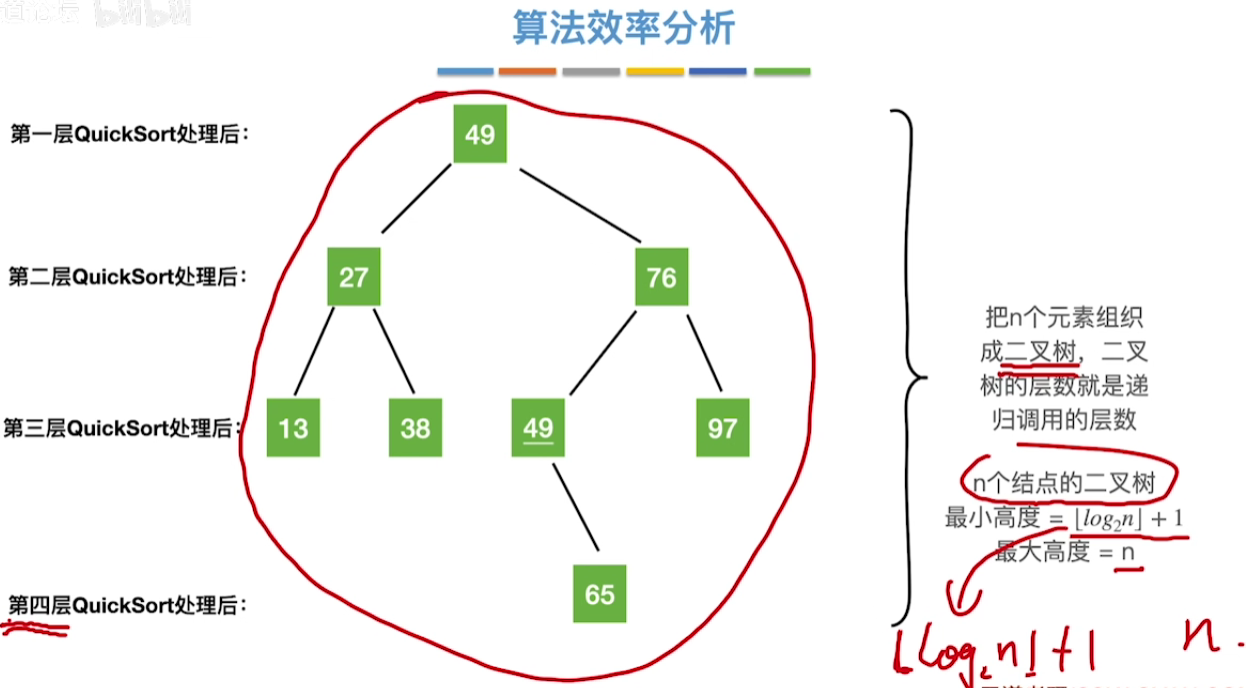 bilibili
算法效率分析
第一层QuickSort处理后：
49
第二层QuickSort处理后：
27
76
第三层QuickSort处理后：
13
38
49
97
第四层QuickSort处理后：
65
把n个元素组织
成二叉树，二叉
树的层数就是递
归调用的层数
n个结点的二叉树
最小高度 = ⌊log₂n⌋ + 1
最大高度 = n
⌊log₂n⌋+1
n